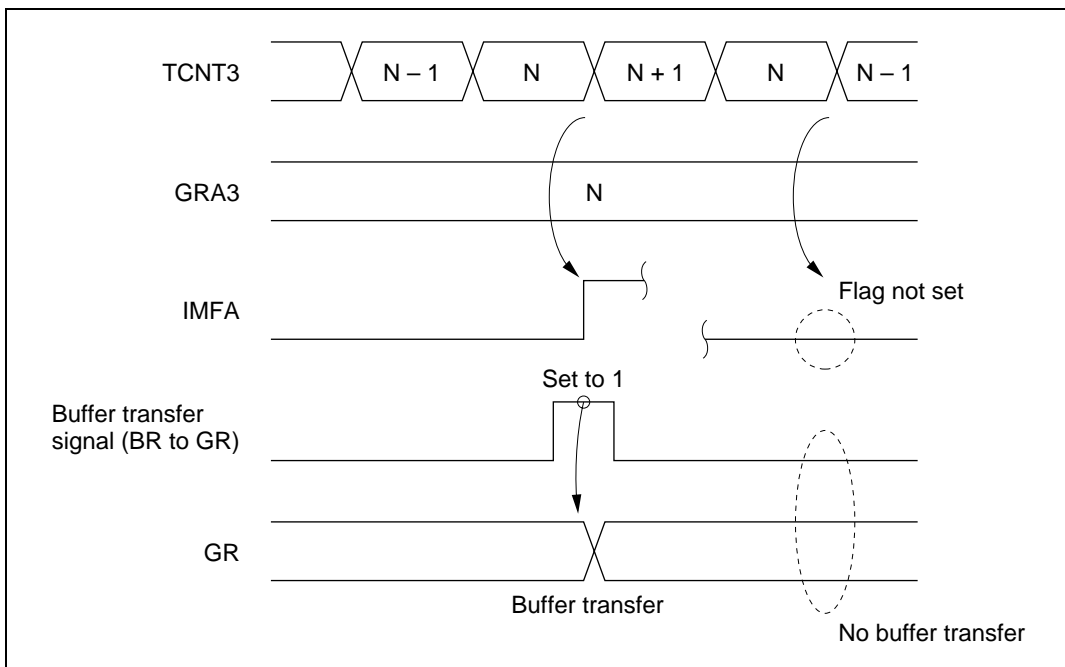 TCNT3
N – 1
N
N + 1
N
N – 1
GRA3
N
IMFA
Flag not set
Set to 1
Buffer transfer
signal (BR to GR)
GR
Buffer transfer
No buffer transfer